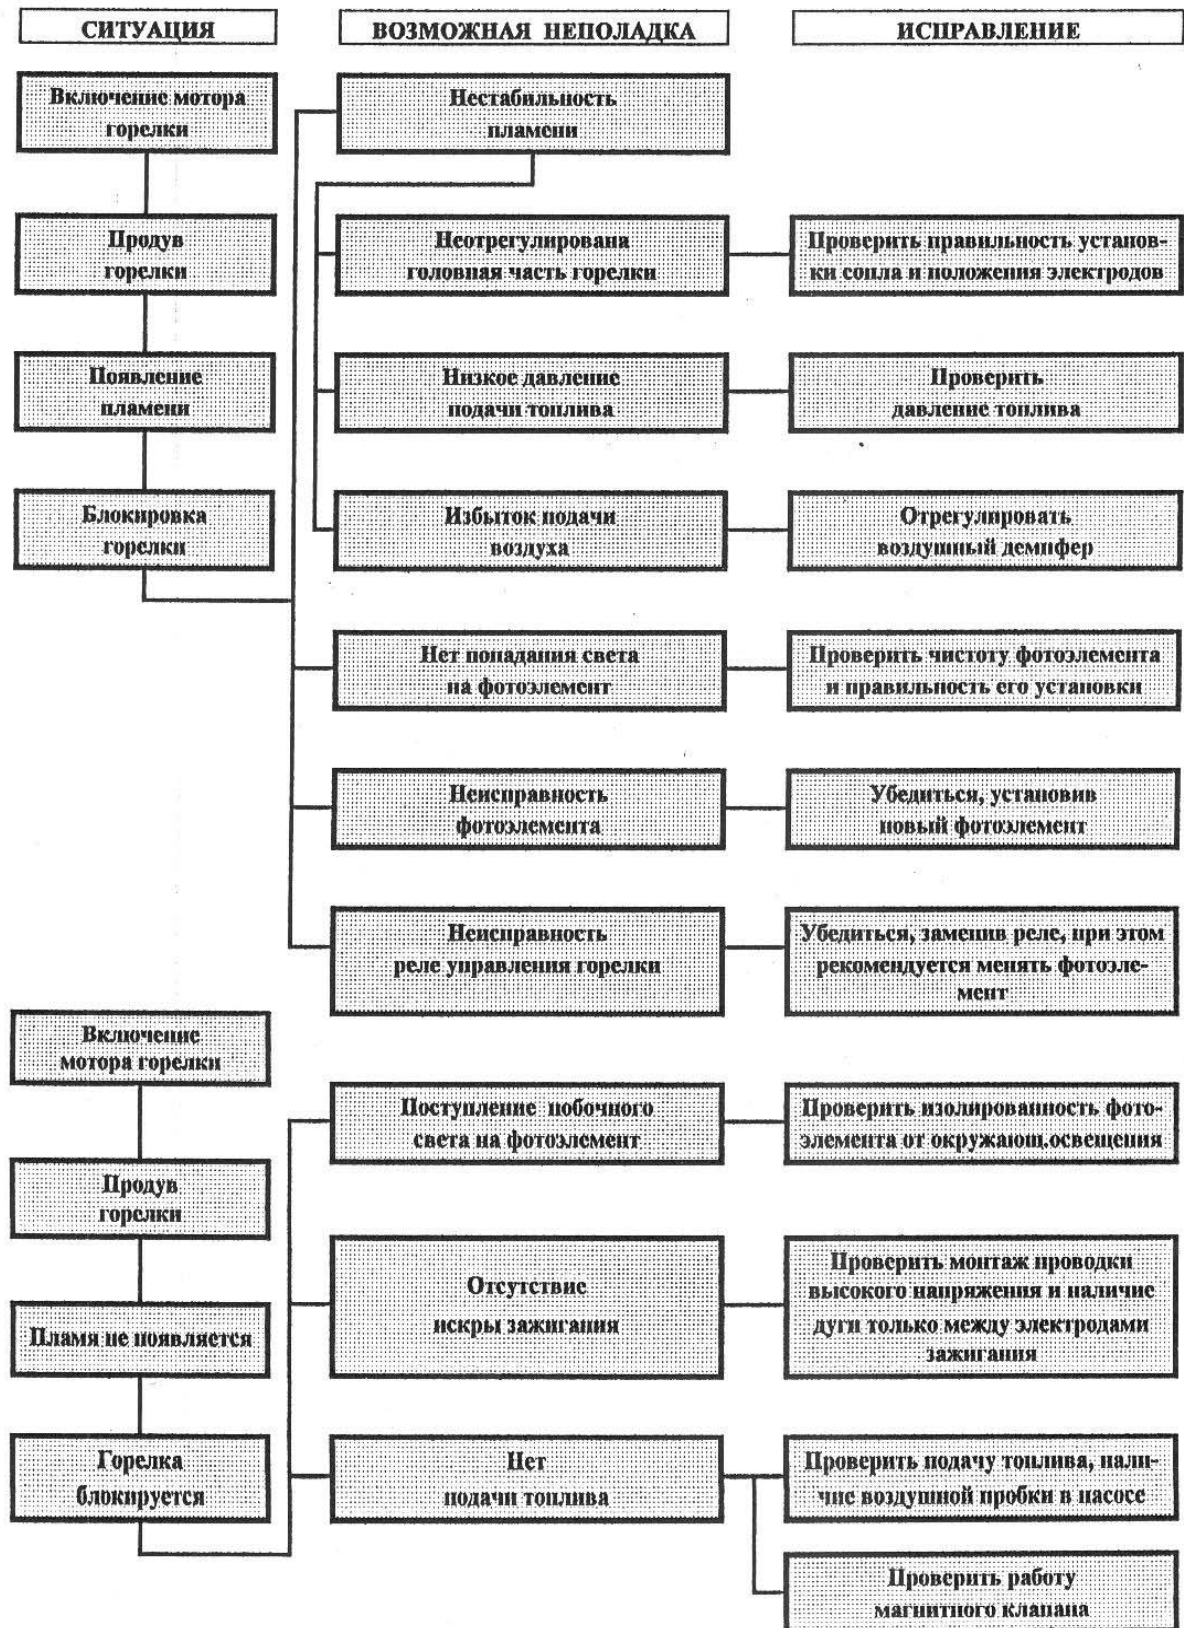 СИТУАЦИЯ
ВОЗМОЖНАЯ НЕПОЛАДКА
ИСПРАВЛЕНИЕ
Включение мотора
горелки
Нестабильность
пламени
Продув
горелки
Неотрегулирована
головная часть горелки
Проверить правильность установ-
ки сопла и положения электродов
Появление
пламени
Низкое давление
подачи топлива
Проверить
давление топлива
Блокировка
горелки
Избыток подачи
воздуха
Отрегулировать
воздушный демпфер
Нет попадания света
на фотоэлемент
Проверить чистоту фотоэлемента
и правильность его установки
Неисправность
фотоэлемента
Убедиться, установив
новый фотоэлемент
Неисправность
реле управления горелки
Убедиться, заменив реле, при этом
рекомендуется менять фотоэле-
мент
Включение
мотора горелки
Поступление побочного
света на фотоэлемент
Проверить изолированность фото-
элемента от окружающ.освещения
Продув
горелки
Пламя не появляется
Отсутствие
искры зажигания
Проверить монтаж проводки
высокого напряжения и наличие
дуги только между электродами
зажигания
Горелка
блокируется
Нет
подачи топлива
Проверить подачу топлива, нали-
чие воздушной пробки в насосе
Проверить работу
магнитного клапана